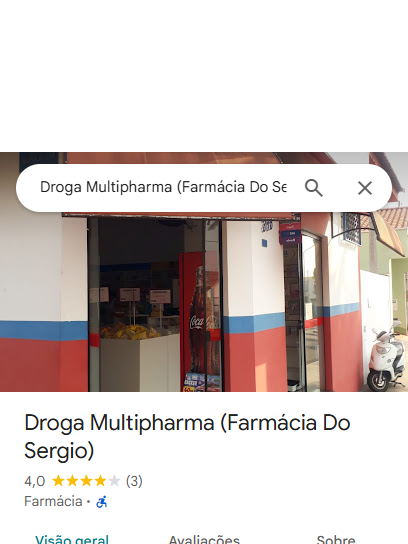 Droga Multipharma (Farmácia Do Se
Coca
Droga Multipharma (Farmácia Do
Sergio)
4,0 (3)
Farmácia ·
Visão geral Avaliações Sobre